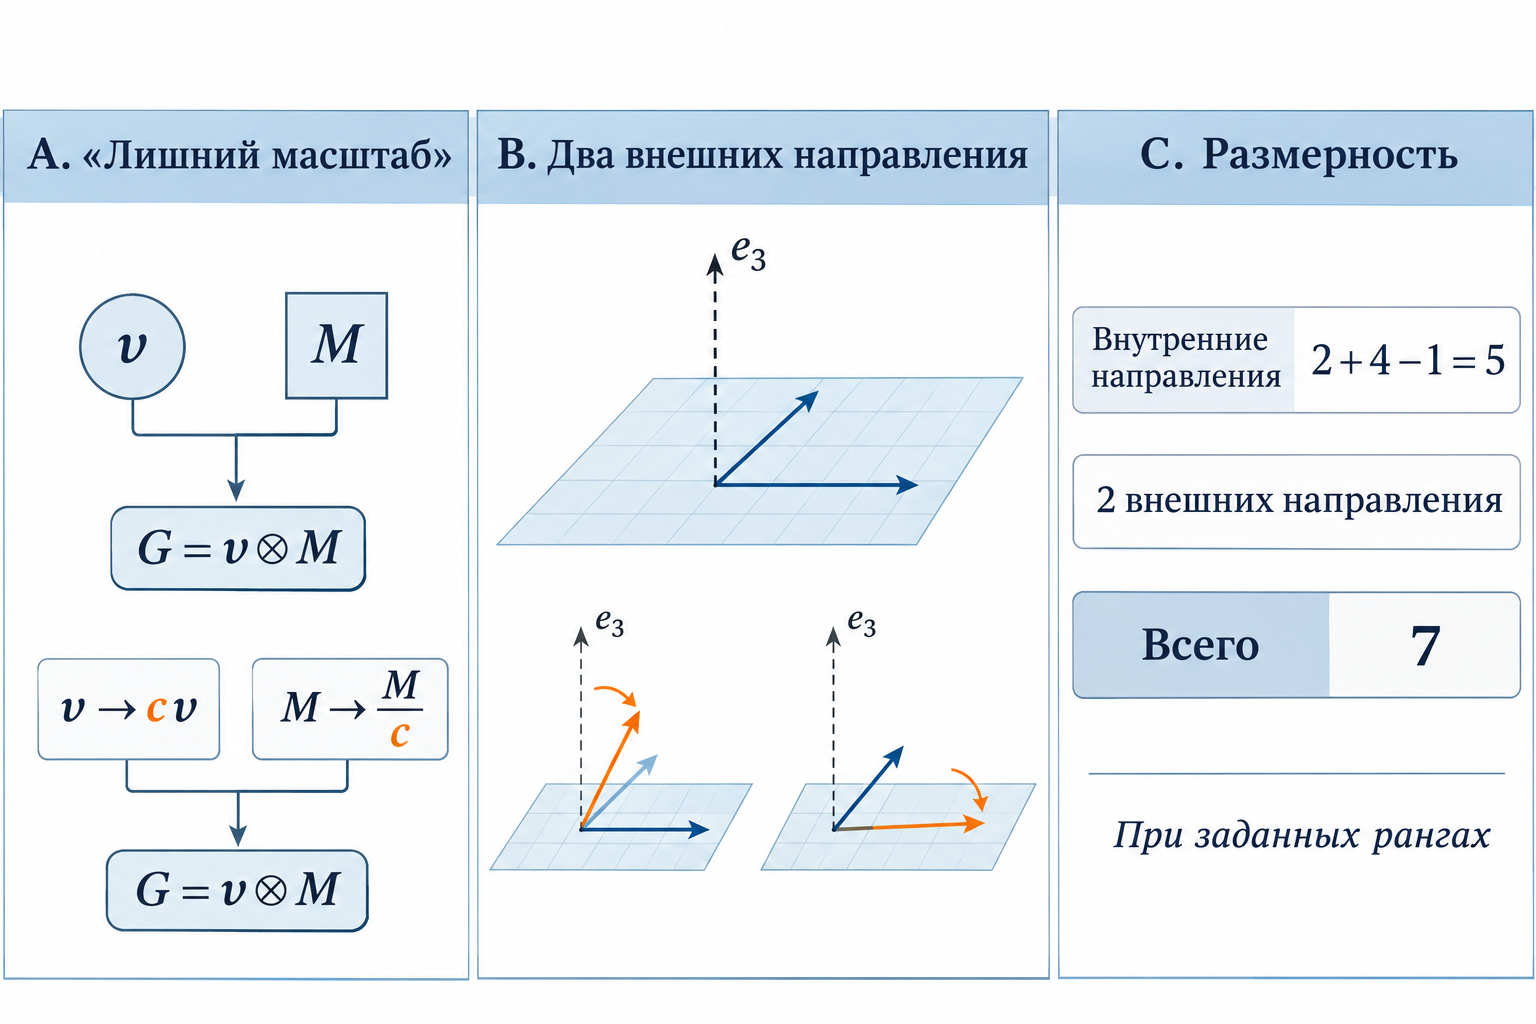 A. «Лишний масштаб»
v
M
G = v ⊗ M
v → c v
M → M/c
G = v ⊗ M
B. Два внешних направления
e₃
e₃
e₃
C. Размерность
Внутренние
направления
2 + 4 − 1 = 5
2 внешних направления
Всего
7
При заданных рангах